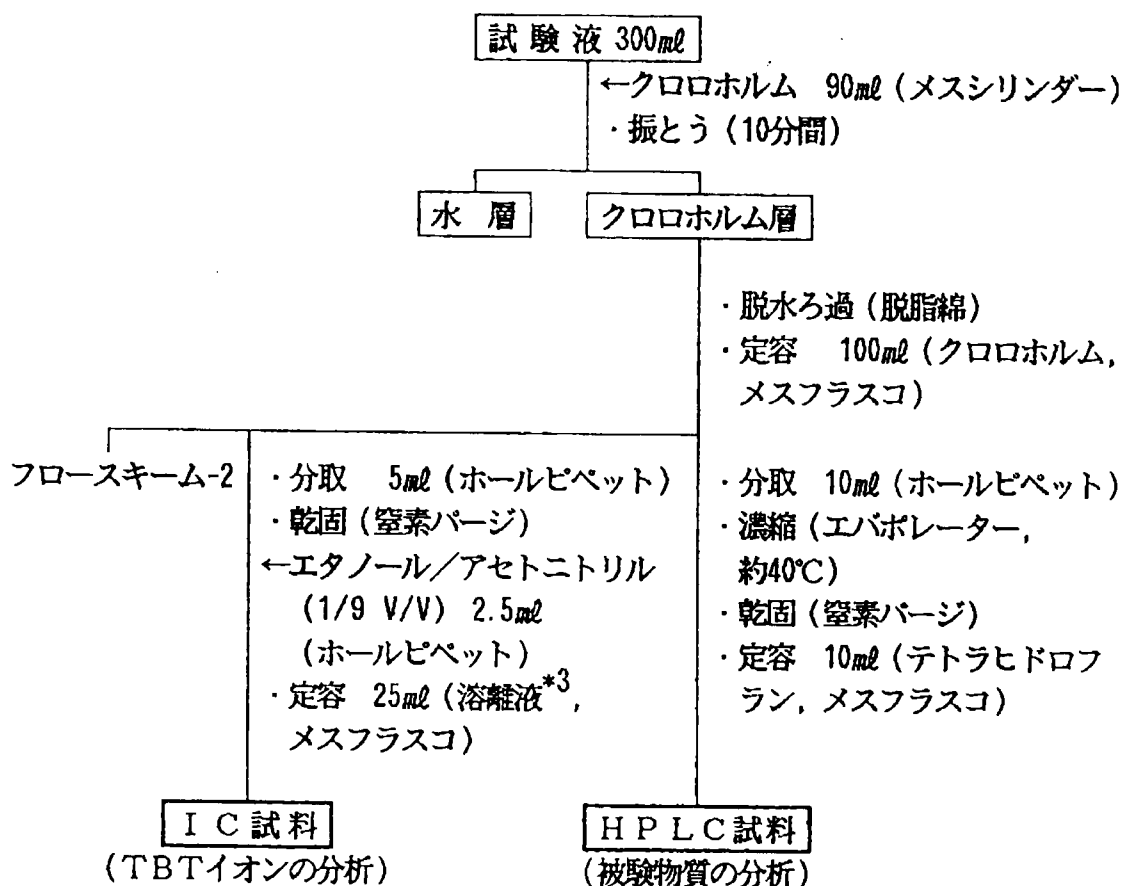 試験液 300mℓ
←クロロホルム 90mℓ (メスシリンダー)
・振とう (10分間)
水層
クロロホルム層
・脱水ろ過 (脱脂綿)
・定容 100mℓ (クロロホルム,
メスフラスコ)
フロースキーム-2
・分取 5mℓ (ホールピペット)
・乾固 (窒素パージ)
←エタノール/アセトニトリル
(1/9 V/V) 2.5mℓ
(ホールピペット)
・定容 25mℓ (溶離液*3,
メスフラスコ)
・分取 10mℓ (ホールピペット)
・濃縮 (エバポレーター,
約40℃)
・乾固 (窒素パージ)
・定容 10mℓ (テトラヒドロフ
ラン, メスフラスコ)
IC試料
(TBTイオンの分析)
HPLC試料
(被験物質の分析)